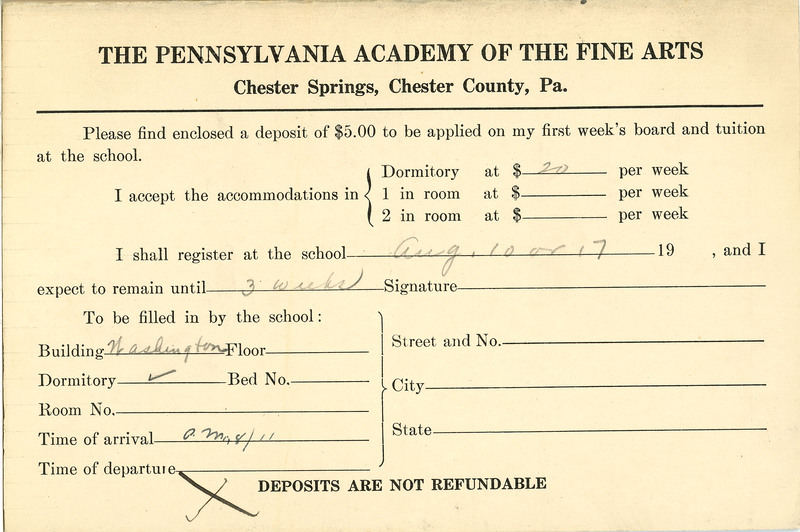 THE PENNSYLVANIA ACADEMY OF THE FINE ARTS
Chester Springs, Chester County, Pa.
Please find enclosed a deposit of $5.00 to be applied on my first week's board and tuition
at the school.
I accept the accommodations in { Dormitory at $ 20 per week
1 in room at $ per week
2 in room at $ per week
I shall register at the school Aug. 10 or 17 19 , and I
expect to remain until 3 weeks Signature
To be filled in by the school:
Building Washington Floor
Dormitory ✓ Bed No.
Room No.
Time of arrival a.m. 8/11
Time of departure
Street and No.
City
State
DEPOSITS ARE NOT REFUNDABLE